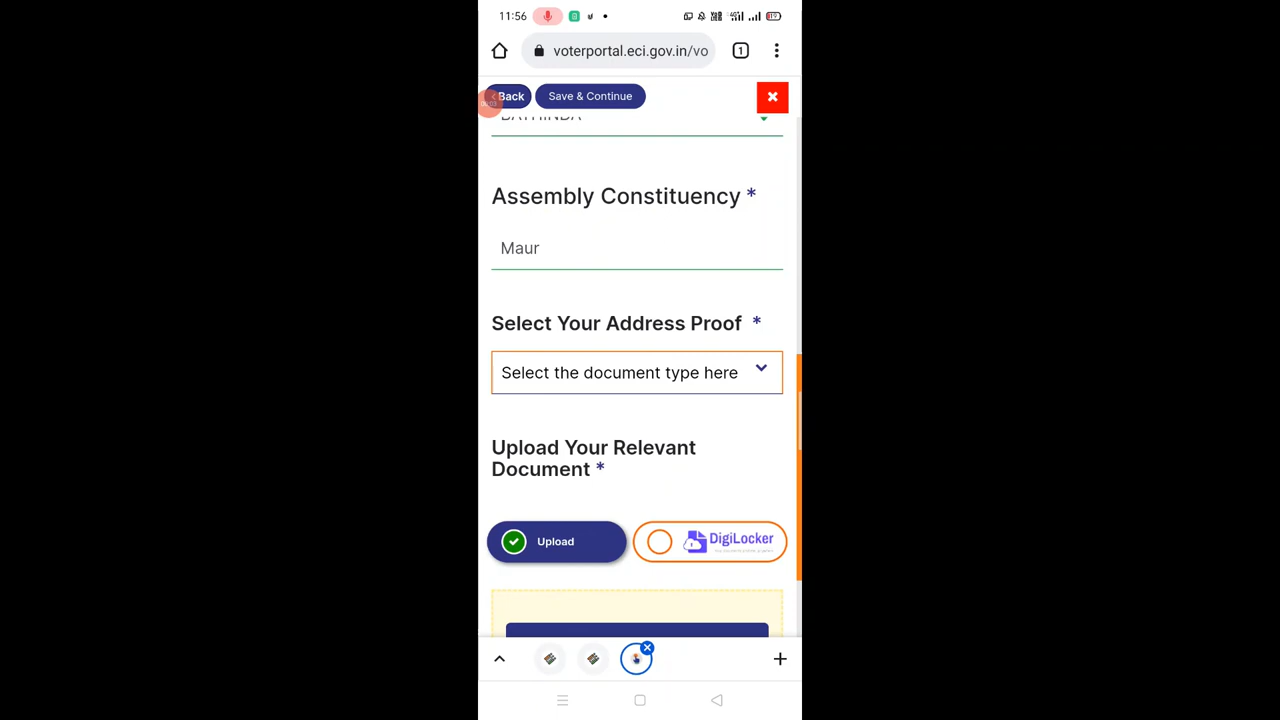 11:56
voterportal.eci.gov.in/vo
1
Back
Save & Continue
BATHINDA
Assembly Constituency *
Maur
Select Your Address Proof *
Select the document type here
Upload Your Relevant
Document *
Upload
DigiLocker